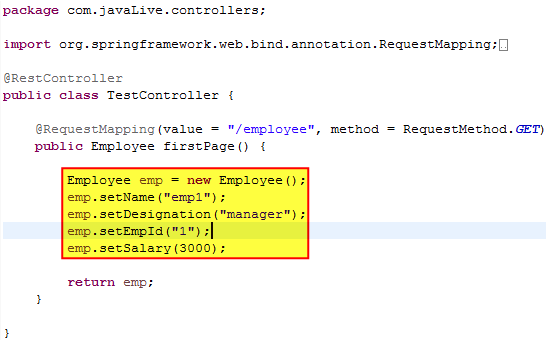 package com.javaLive.controllers;
import org.springframework.web.bind.annotation.RequestMapping;
@RestController
public class TestController {
@RequestMapping(value = "/employee", method = RequestMethod.GET)
public Employee firstPage() {
Employee emp = new Employee();
emp.setName("emp1");
emp.setDesignation("manager");
emp.setEmpId("1");
emp.setSalary(3000);
return emp;
}
}